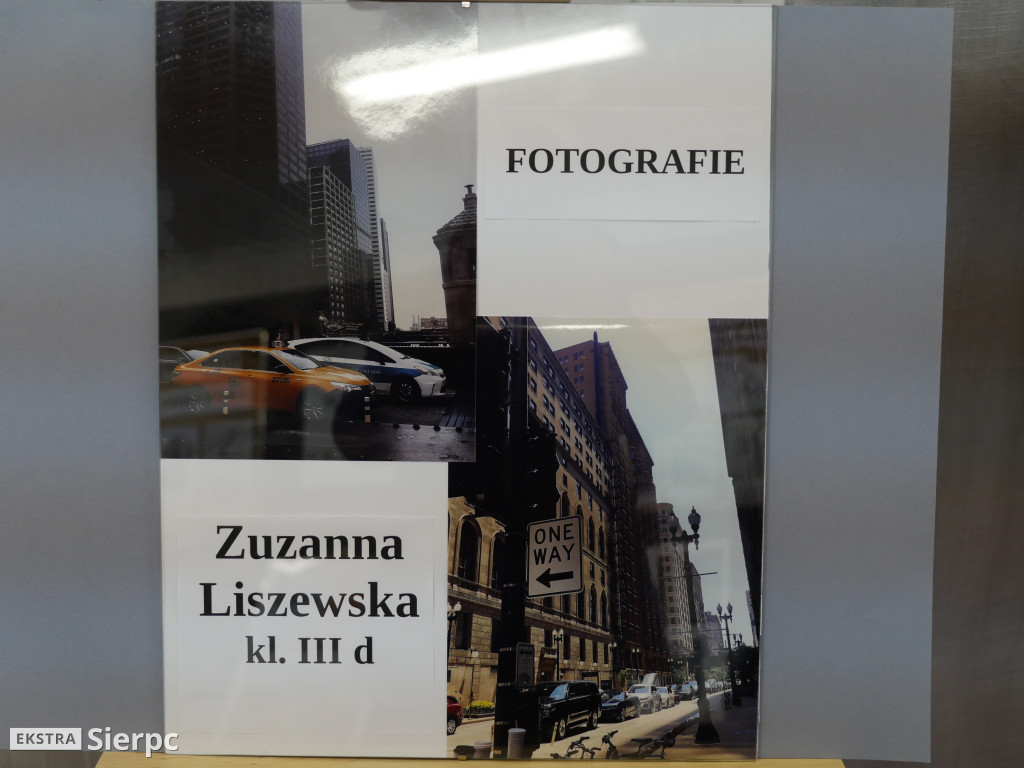 FOTOGRAFIE
ONE
WAY
Zuzanna
Liszewska
kl. III d
EKSTRA Sierpc